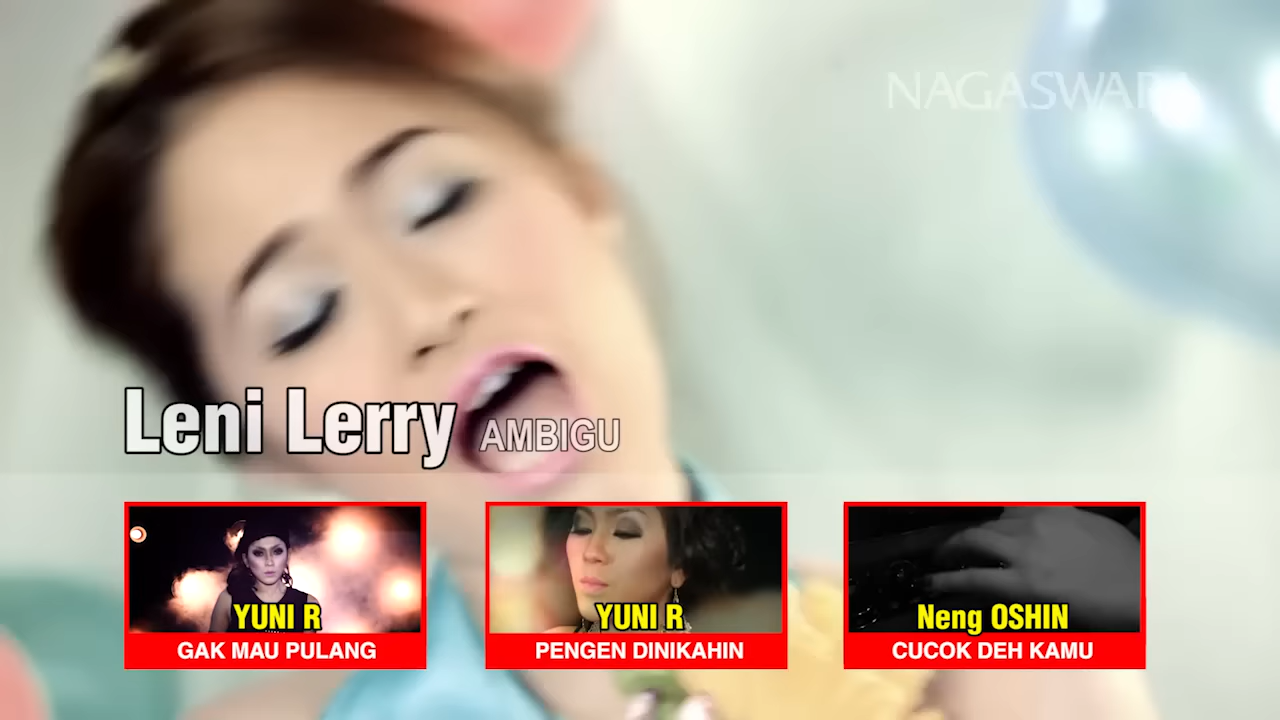 NAGASWARA
Leni Lerry AMBIGU
YUNI R
GAK MAU PULANG
YUNI R
PENGEN DINIKAHIN
Neng OSHIN
CUCOK DEH KAMU